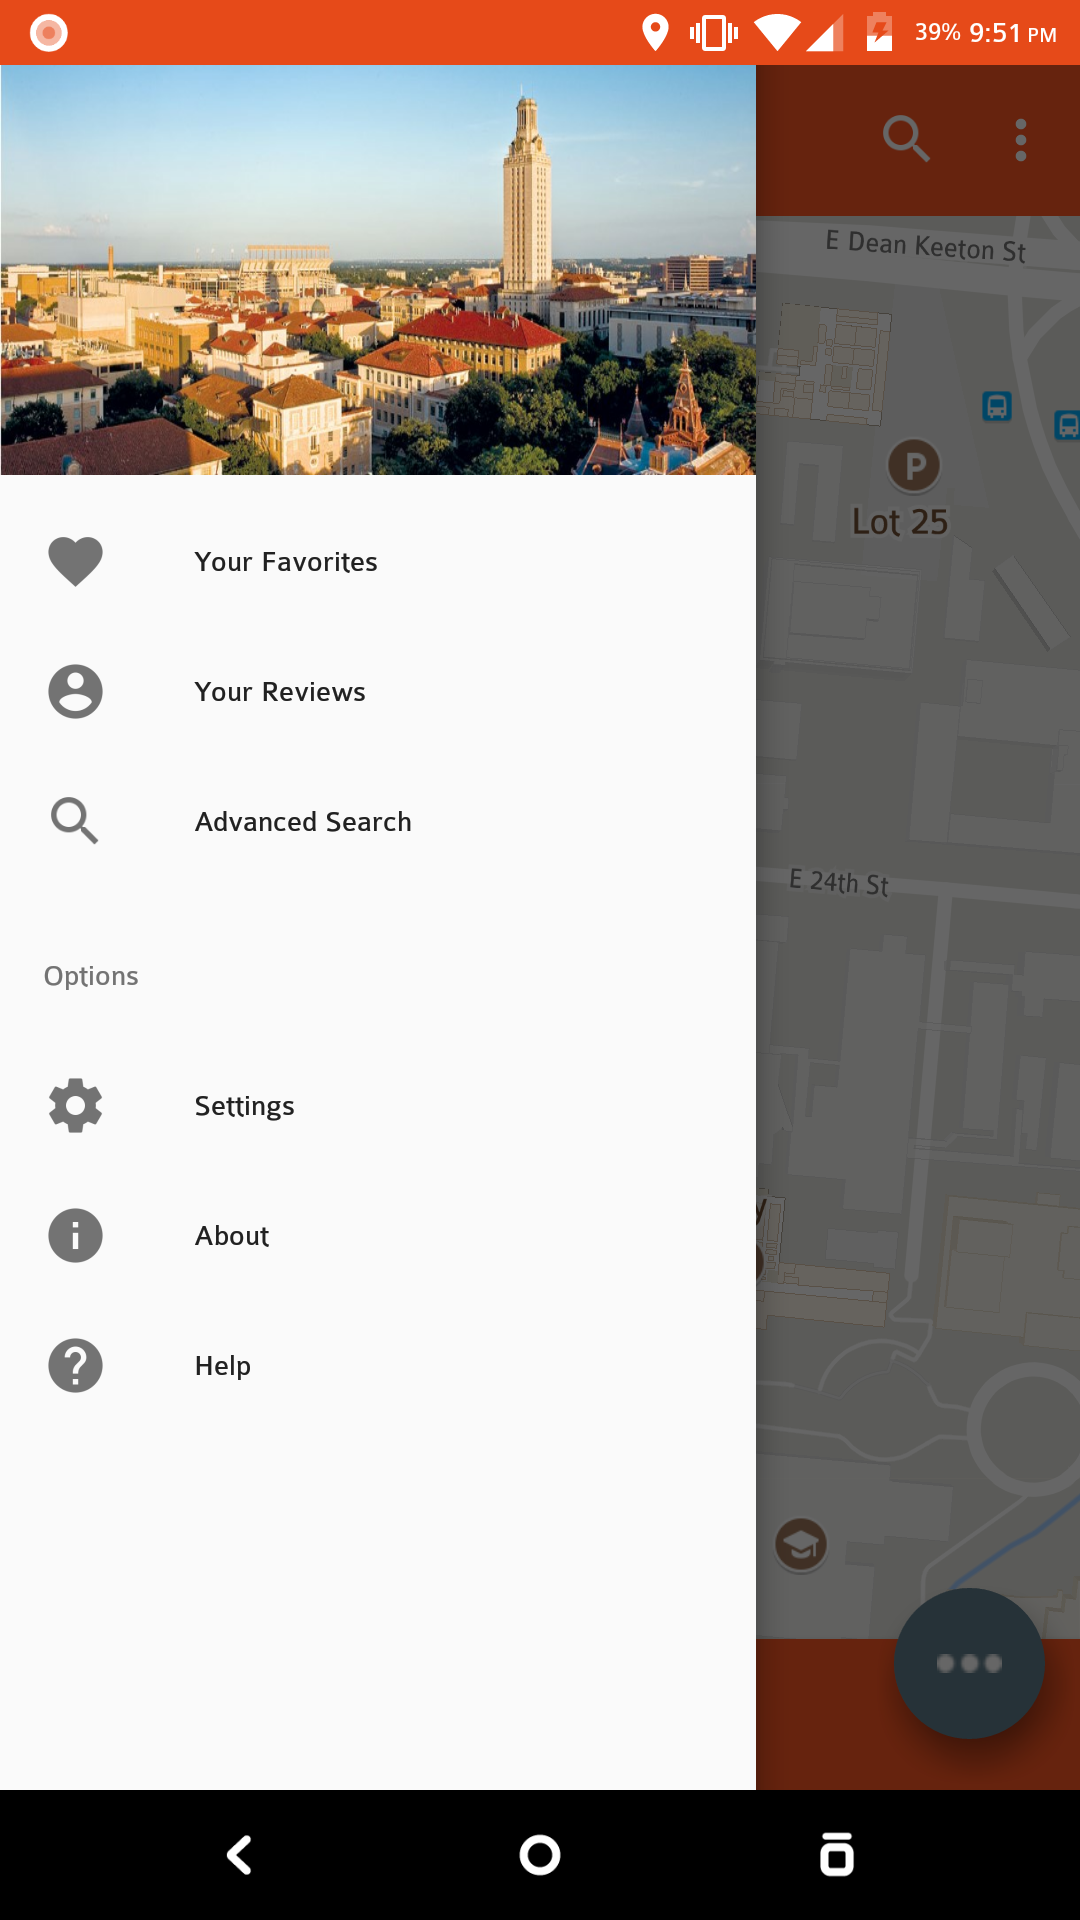 39% 9:51 PM
E Dean Keeton St
P
Lot 25
Your Favorites
Your Reviews
Advanced Search
E 24th St
Options
Settings
About
y
Help